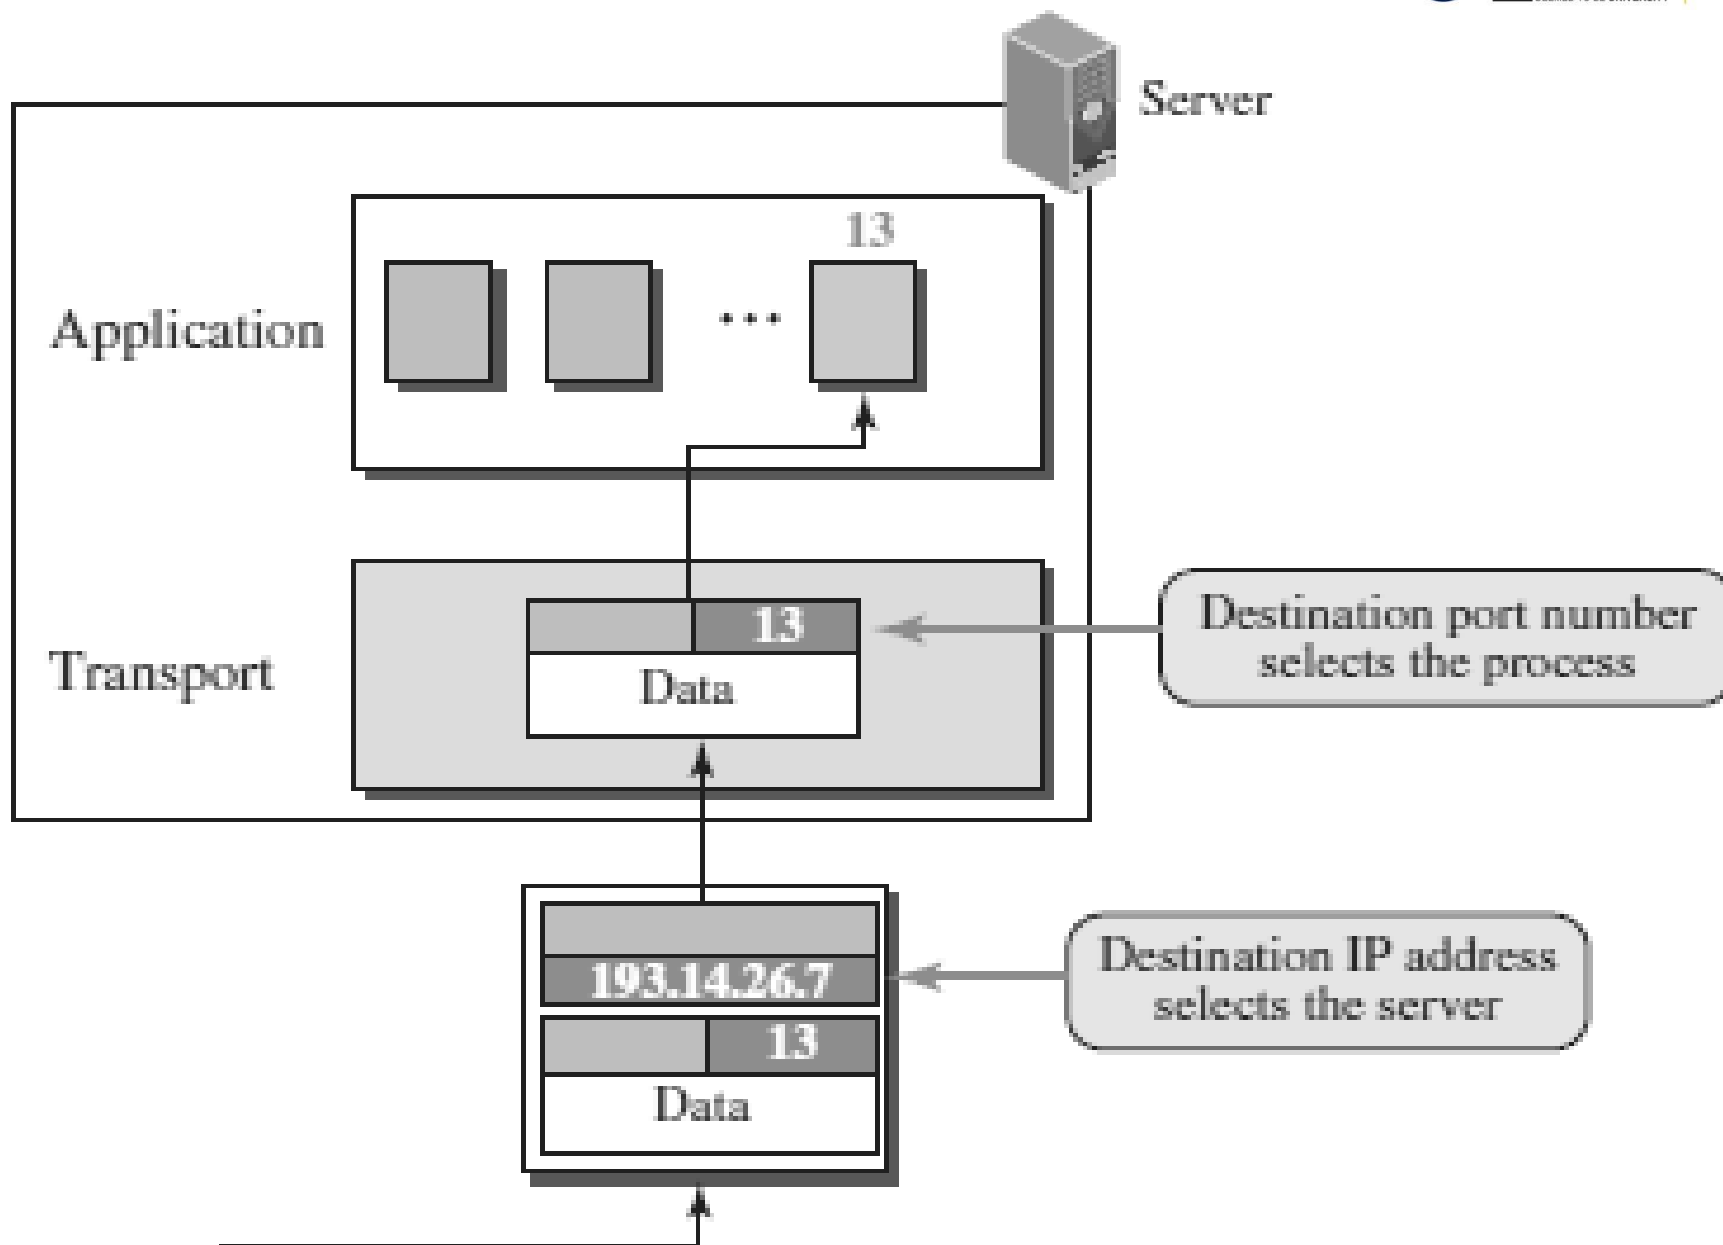 Server
13
Application
...
13
Destination port number
selects the process
Transport
Data
193.14.26.7
Destination IP address
selects the server
13
Data